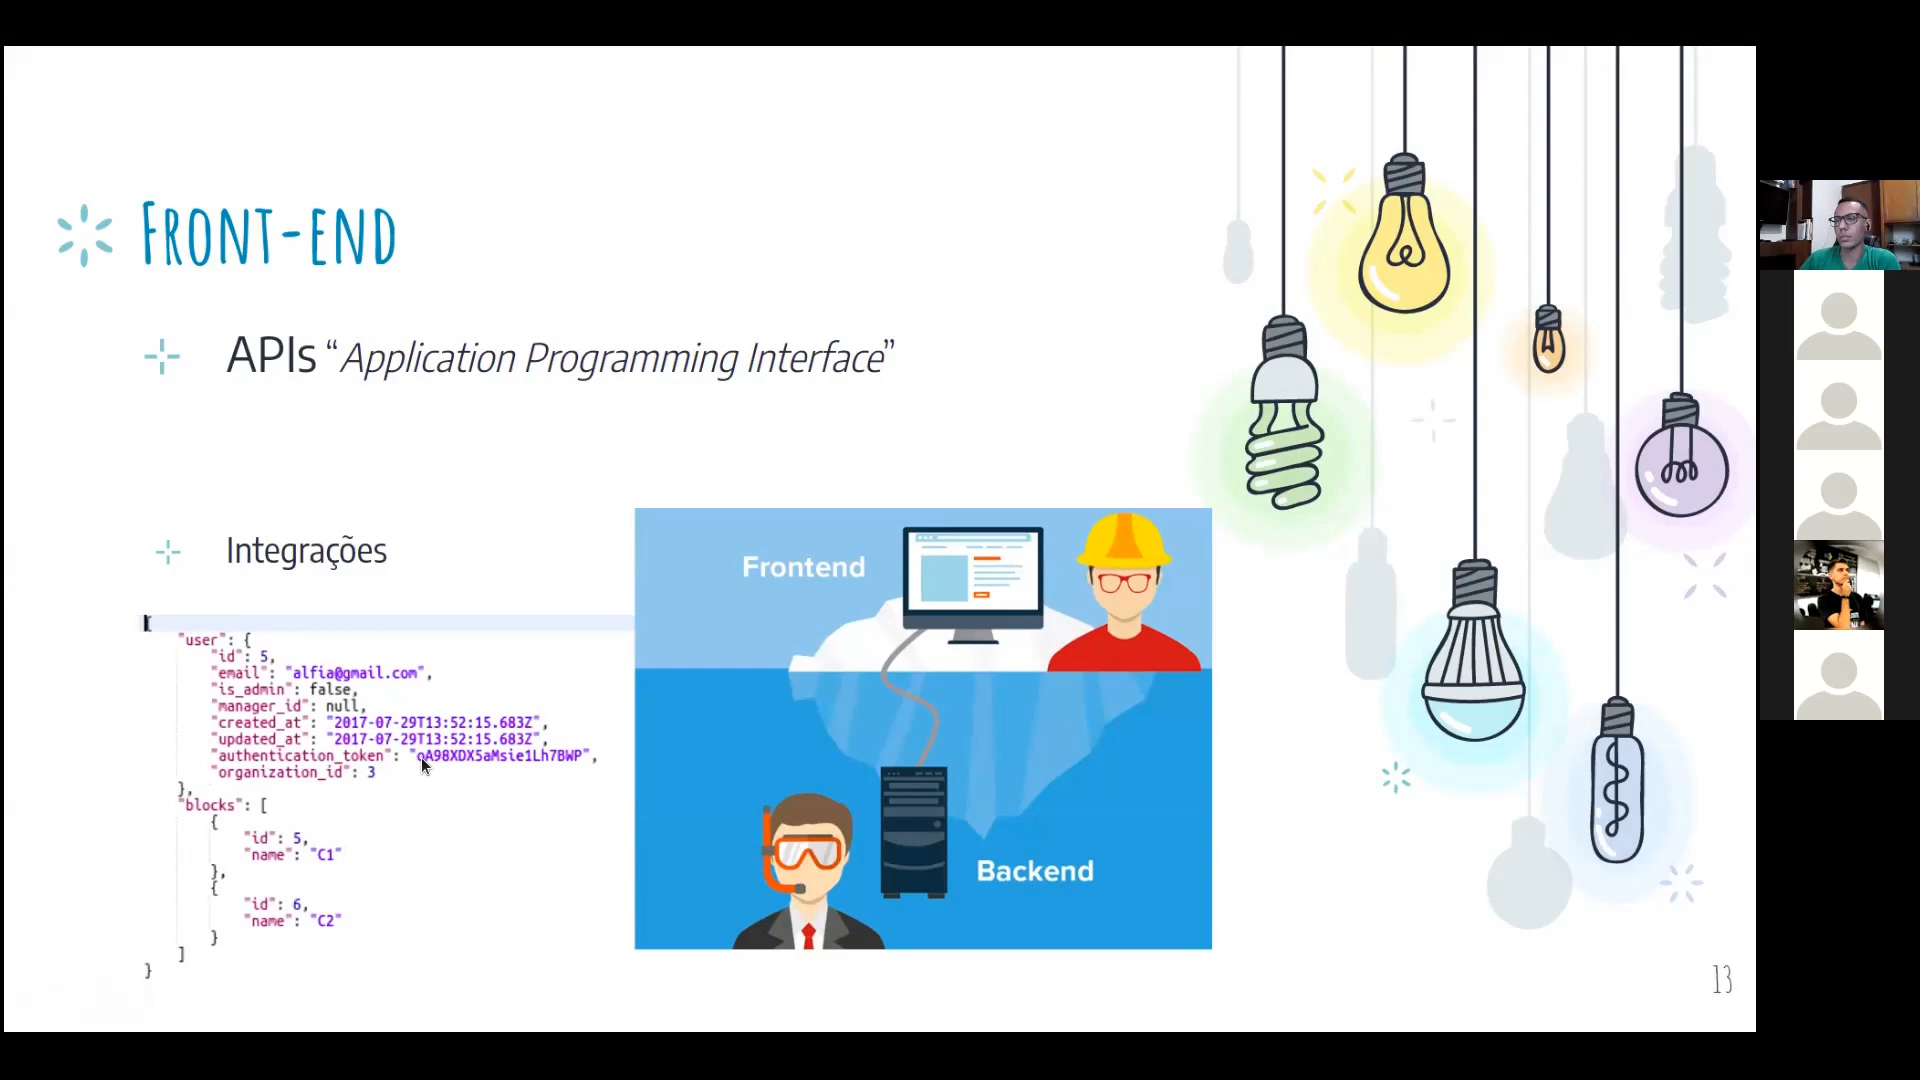 FRONT-END
APIs “Application Programming Interface”
Integrações
{
"user": {
"id": 5,
"email": "alfia@gmail.com",
"is_admin": false,
"manager_id": null,
"created_at": "2017-07-29T13:52:15.683Z",
"updated_at": "2017-07-29T13:52:15.683Z",
"authentication_token": "oA98XDX5aMsie1Lh7BWP",
"organization_id": 3
},
"blocks": [
{
"id": 5,
"name": "C1"
},
{
"id": 6,
"name": "C2"
}
]
}
Frontend
Backend
13